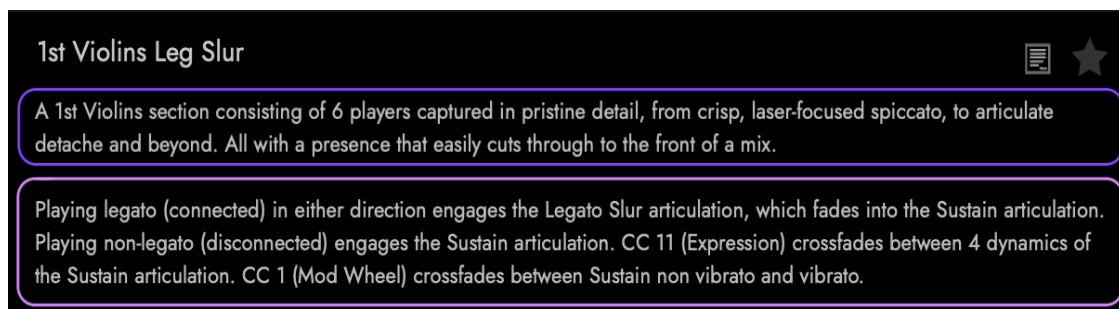 1st Violins Leg Slur
A 1st Violins section consisting of 6 players captured in pristine detail, from crisp, laser-focused spiccato, to articulate
detache and beyond. All with a presence that easily cuts through to the front of a mix.
Playing legato (connected) in either direction engages the Legato Slur articulation, which fades into the Sustain articulation.
Playing non-legato (disconnected) engages the Sustain articulation. CC 11 (Expression) crossfades between 4 dynamics of
the Sustain articulation. CC 1 (Mod Wheel) crossfades between Sustain non vibrato and vibrato.